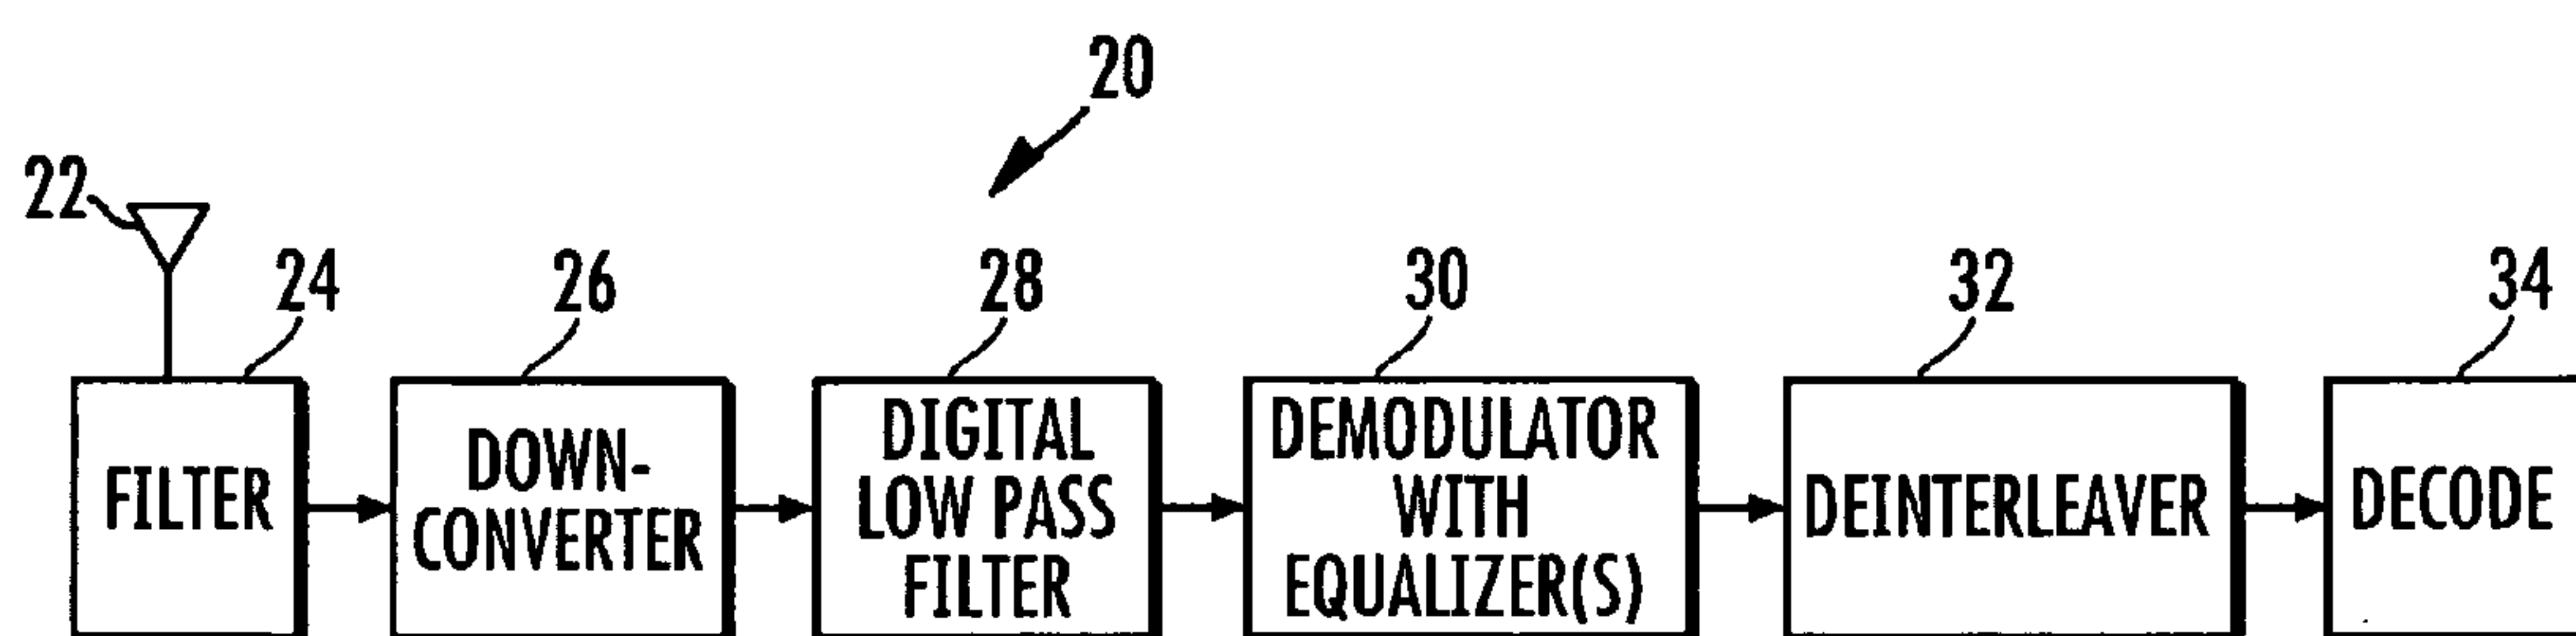 20
22
24
26
28
30
32
34
FILTER
DOWN-
CONVERTER
DIGITAL
LOW PASS
FILTER
DEMODULATOR
WITH
EQUALIZER(S)
DEINTERLEAVER
DECODE